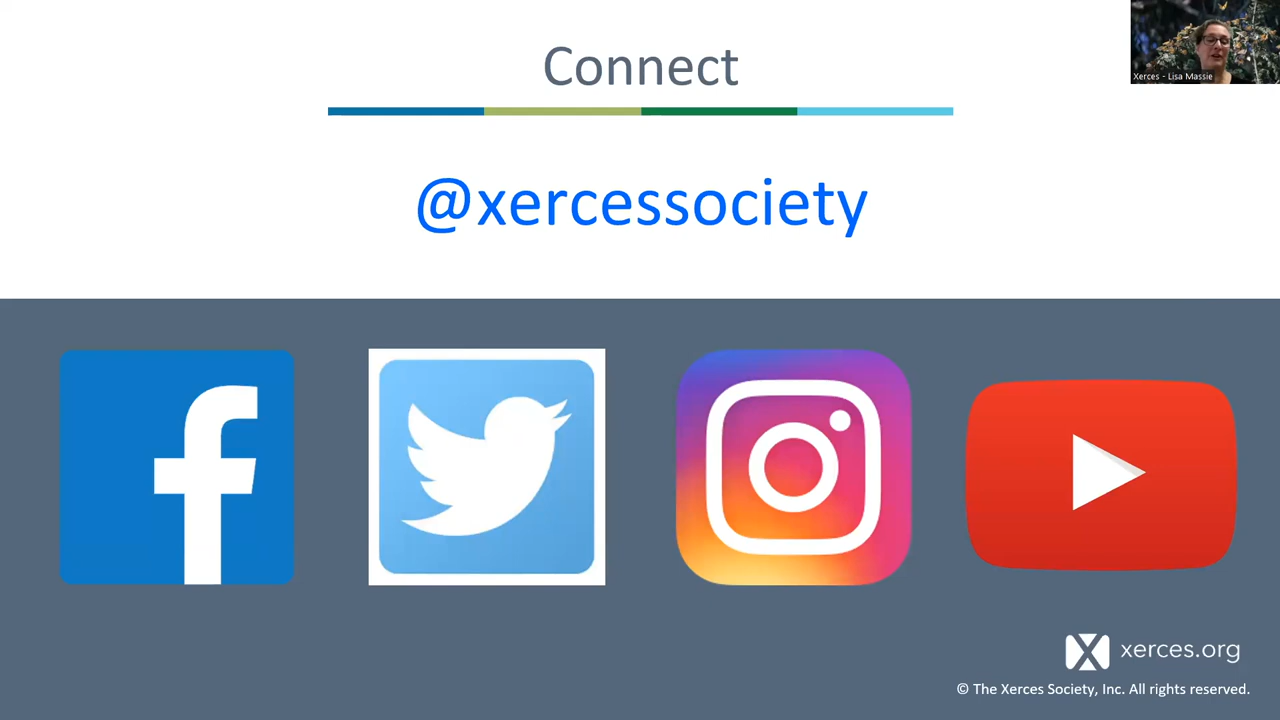 Connect
Xerces - Lisa Massie
@xercessociety
xerces.org
© The Xerces Society, Inc. All rights reserved.